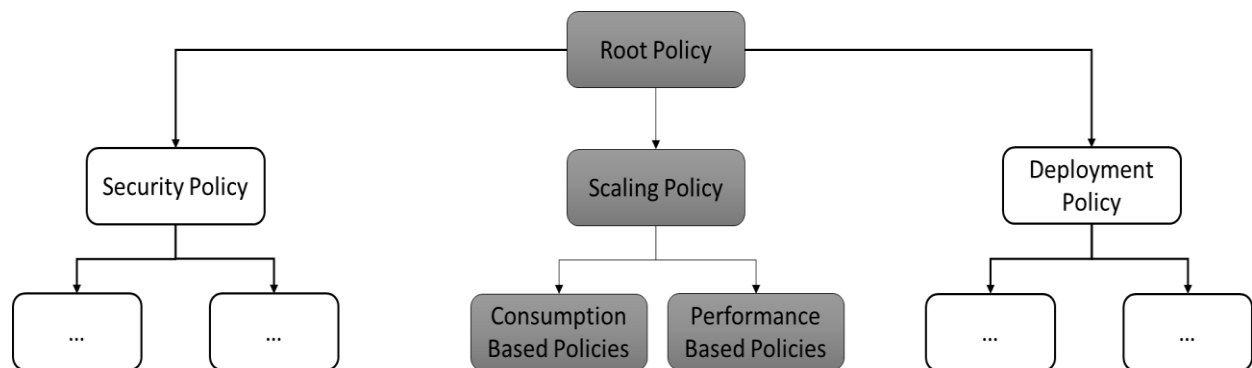 Root Policy
Security Policy
Scaling Policy
Deployment
Policy
...
...
Consumption
Based Policies
Performance
Based Policies
...
...